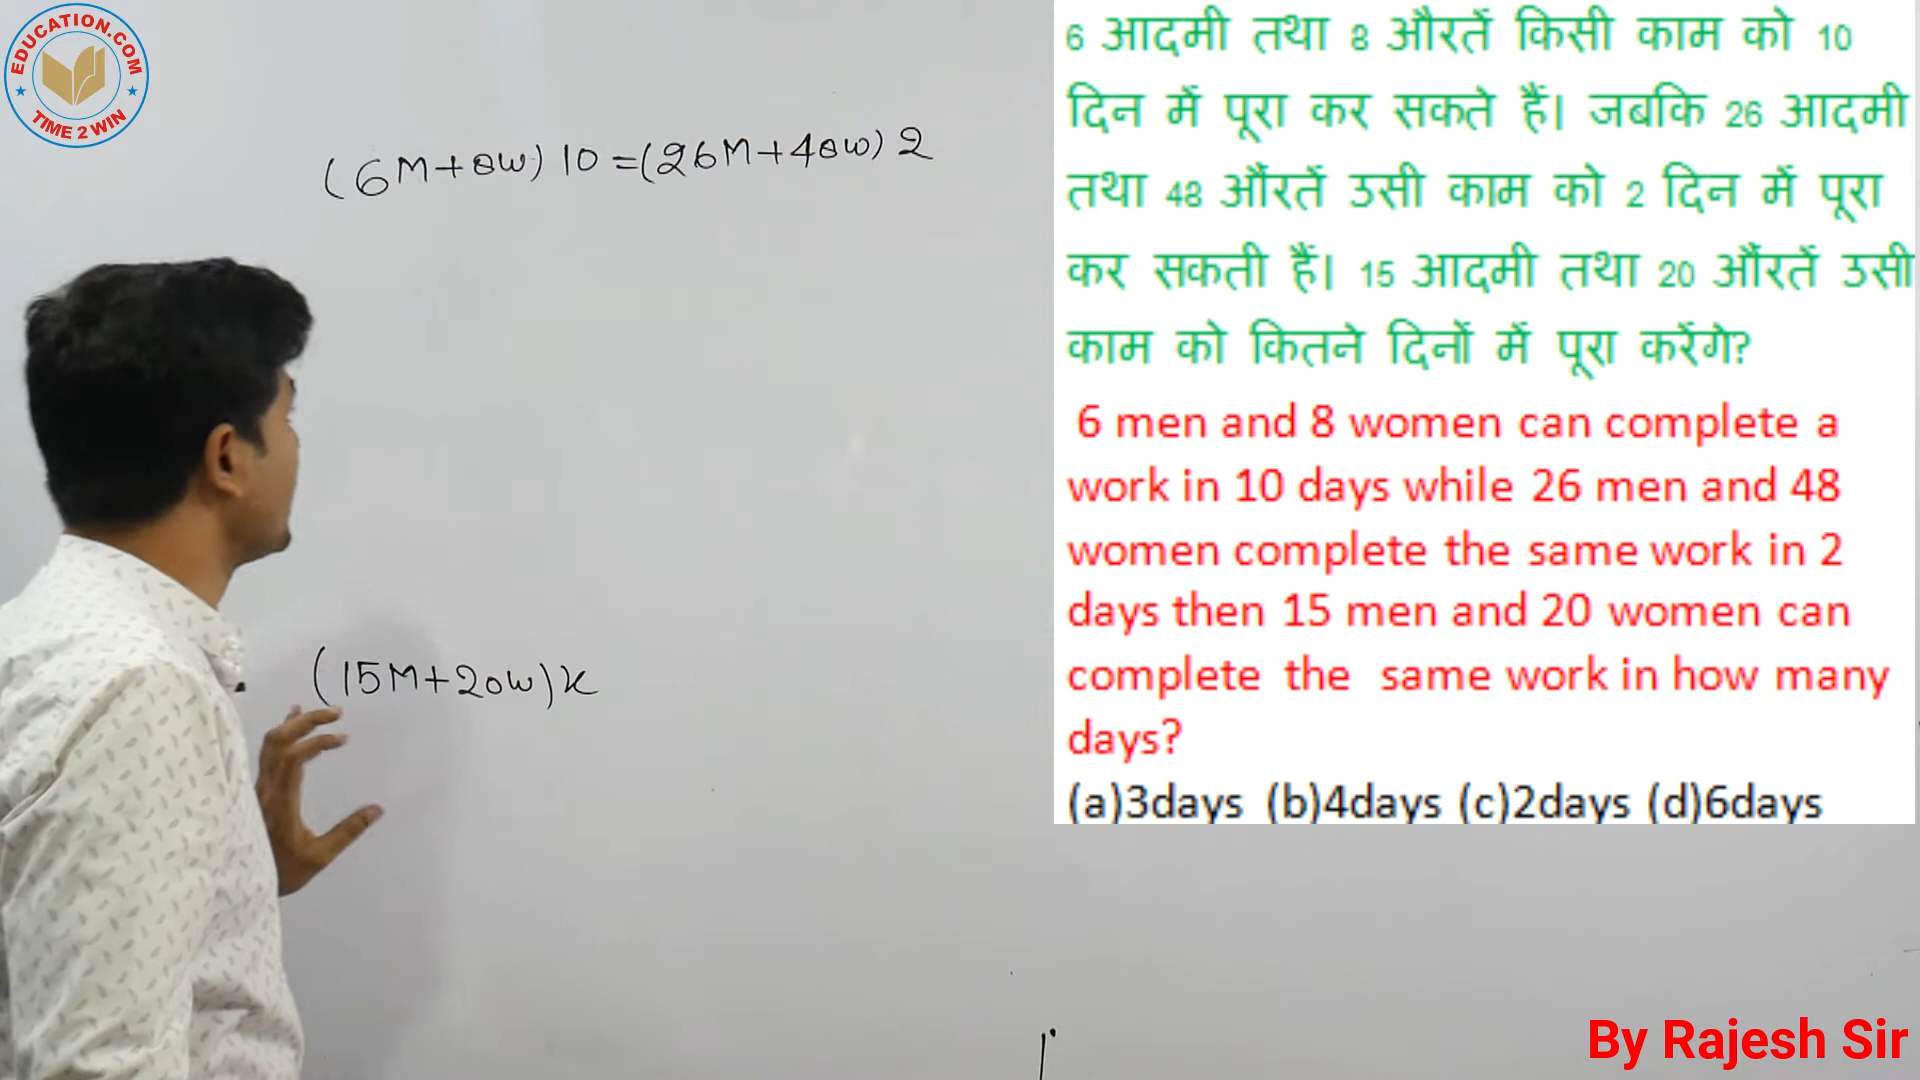 EDUCATION.COM
TIME 2 WIN
(6M+8W) 10 =(26M+48W) 2
(15M+20W)x
6 आदमी तथा 8 औरतें किसी काम को 10
दिन में पूरा कर सकते हैं। जबकि 26 आदमी
तथा 48 औंरतें उसी काम को 2 दिन में पूरा
कर सकती हैं। 15 आदमी तथा 20 औंरतें उसी
काम को कितने दिनों में पूरा करेंगे?
6 men and 8 women can complete a
work in 10 days while 26 men and 48
women complete the same work in 2
days then 15 men and 20 women can
complete the same work in how many
days?
(a)3days (b)4days (c)2days (d)6days
By Rajesh Sir